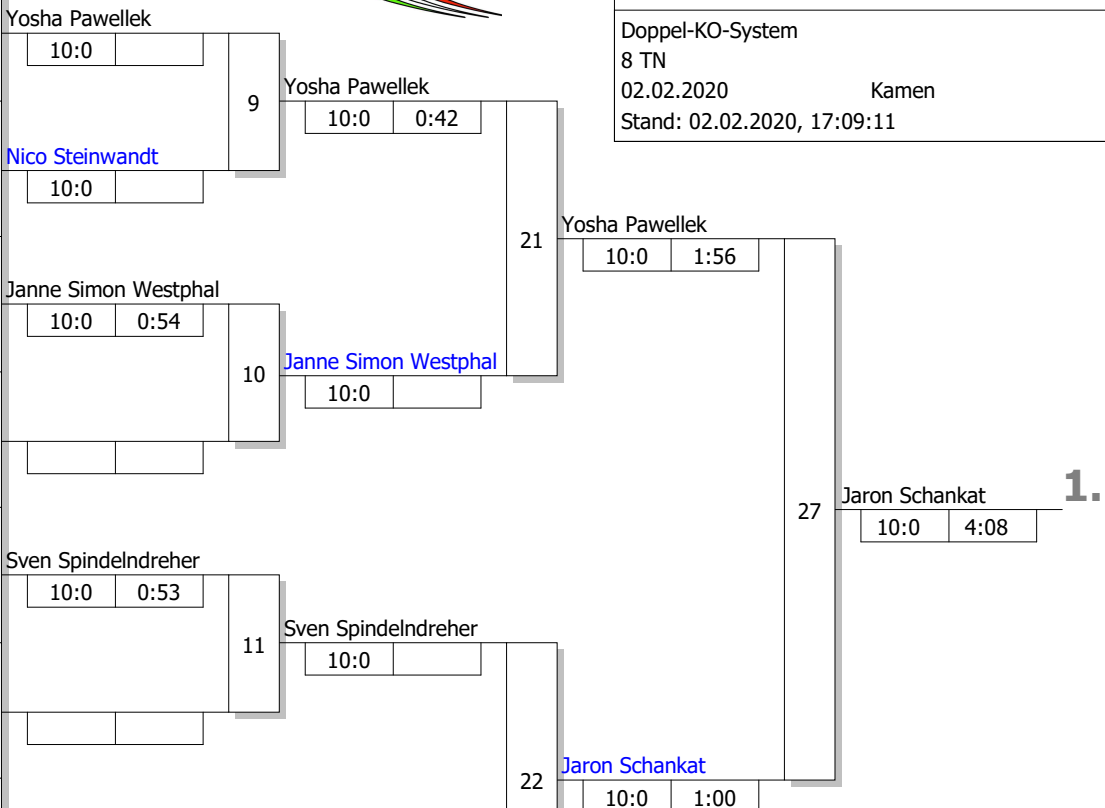 Yosha Pawellek
10:0
Doppel-KO-System
8 TN
02.02.2020 Kamen
Stand: 02.02.2020, 17:09:11
9
Yosha Pawellek
10:0 0:42
Nico Steinwandt
10:0
21
Yosha Pawellek
10:0 1:56
Janne Simon Westphal
10:0 0:54
10
Janne Simon Westphal
10:0
27
Jaron Schankat 1.
10:0 4:08
Sven Spindelndreher
10:0 0:53
11
Sven Spindelndreher
10:0
22
Jaron Schankat
10:0 1:00